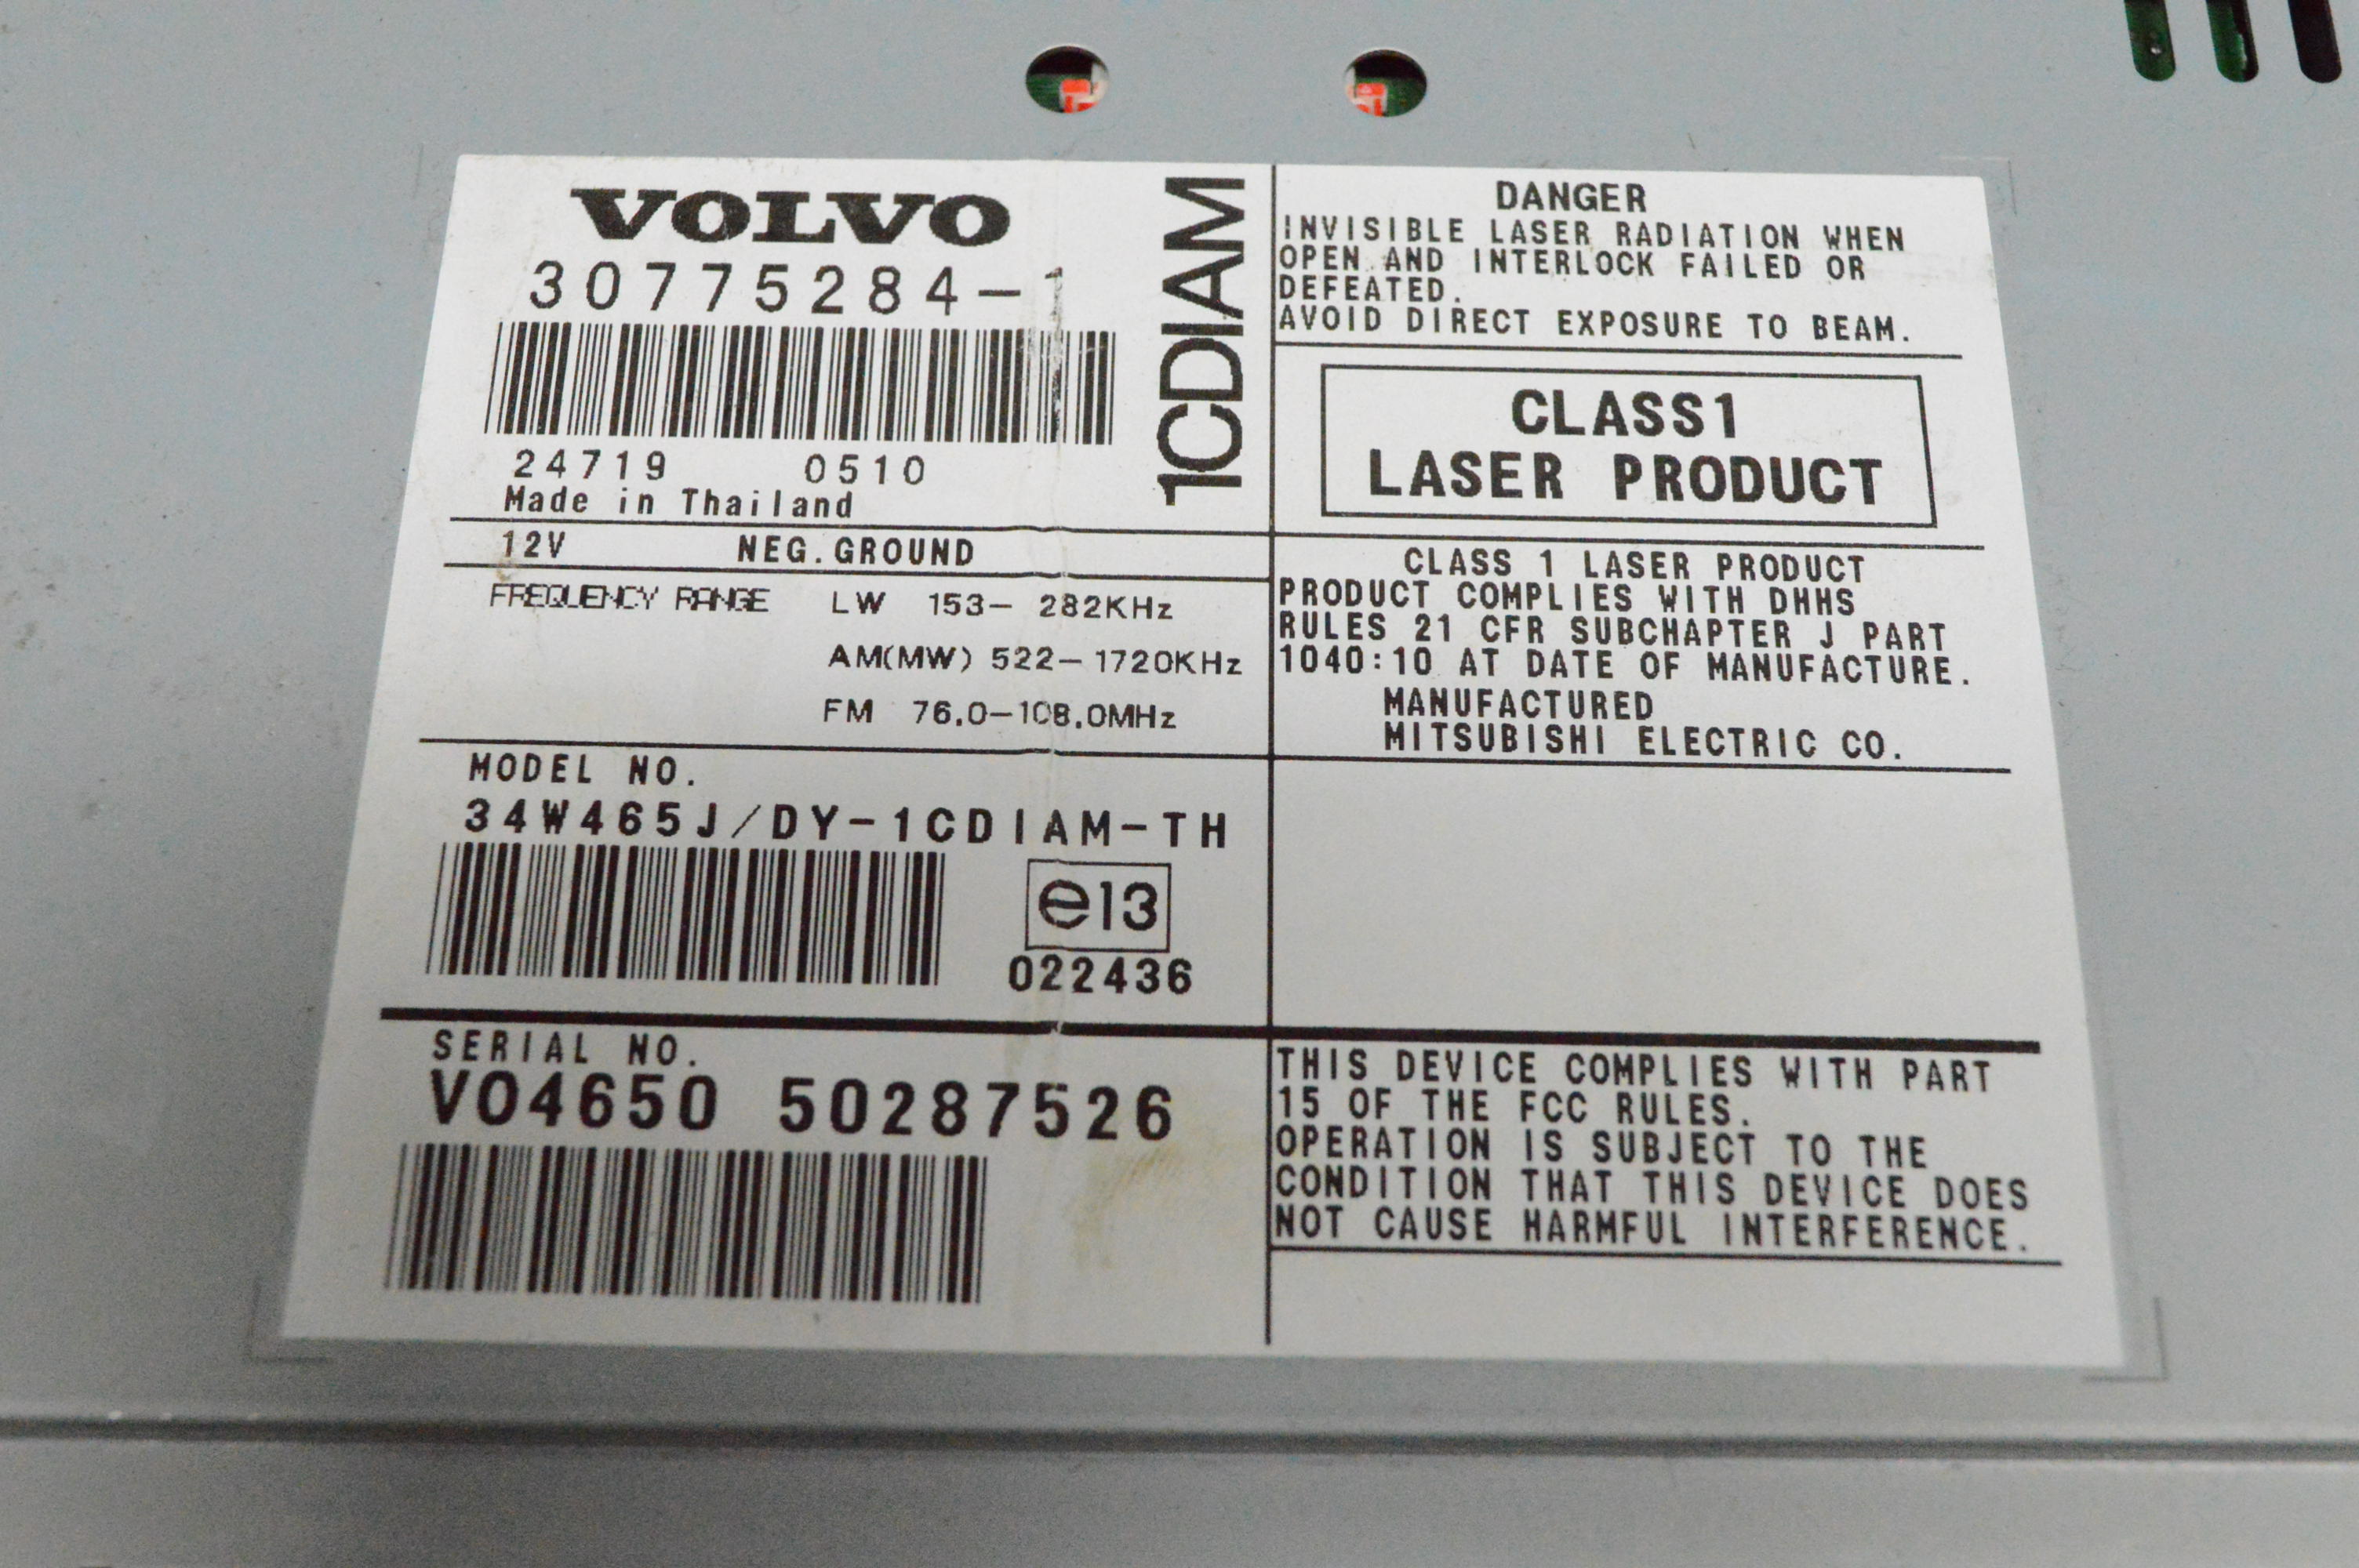 VOLVO
30775284-1
24719 0510
Made in Thailand
1CDIAM
12V NEG.GROUND
FREQUENCY RANGE LW 153- 282KHz
AM(MW) 522-1720KHz
FM 76.0-108.0MHz
MODEL NO.
34W465J/DY-1CDIAM-TH
e13
022436
SERIAL NO.
VO4650 50287526
DANGER
INVISIBLE LASER RADIATION WHEN
OPEN AND INTERLOCK FAILED OR
DEFEATED.
AVOID DIRECT EXPOSURE TO BEAM.
CLASS1
LASER PRODUCT
CLASS 1 LASER PRODUCT
PRODUCT COMPLIES WITH DHHS
RULES 21 CFR SUBCHAPTER J PART
1040:10 AT DATE OF MANUFACTURE.
MANUFACTURED
MITSUBISHI ELECTRIC CO.
THIS DEVICE COMPLIES WITH PART
15 OF THE FCC RULES.
OPERATION IS SUBJECT TO THE
CONDITION THAT THIS DEVICE DOES
NOT CAUSE HARMFUL INTERFERENCE.